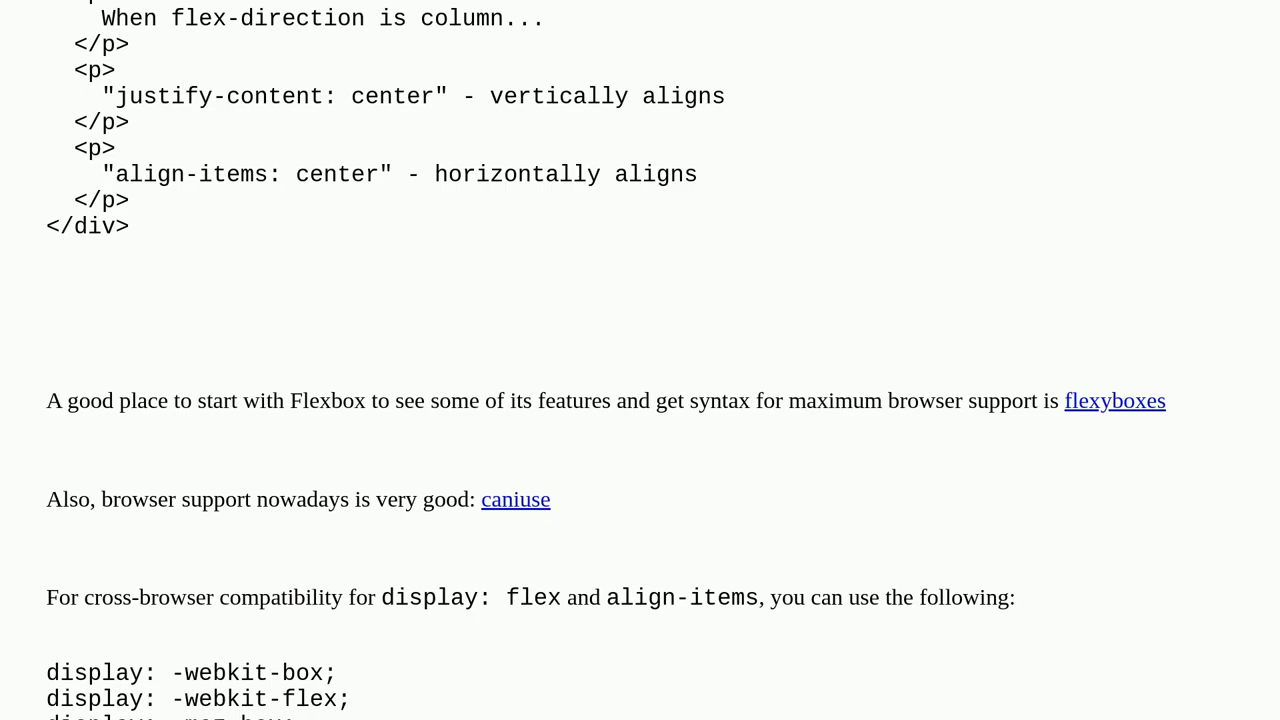 When flex-direction is column...
</p>
<p>
"justify-content: center" - vertically aligns
</p>
<p>
"align-items: center" - horizontally aligns
</p>
</div>
A good place to start with Flexbox to see some of its features and get syntax for maximum browser support is flexyboxes
Also, browser support nowadays is very good: caniuse
For cross-browser compatibility for display: flex and align-items, you can use the following:
display: -webkit-box;
display: -webkit-flex;
display: -moz-box;